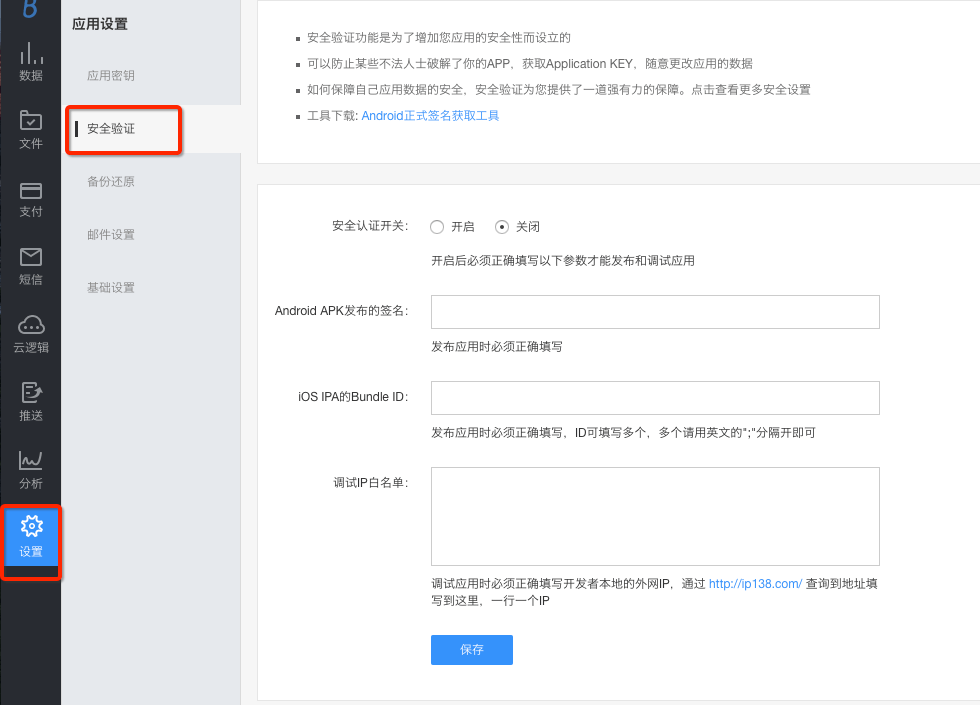 应用设置
数据
文件
支付
短信
云逻辑
推送
分析
设置
应用密钥
安全验证
备份还原
邮件设置
基础设置
安全验证功能是为了增加您应用的安全性而设立的
可以防止某些不法人士破解了你的APP，获取Application KEY，随意更改应用的数据
如何保障自己应用数据的安全，安全验证为您提供了一道强有力的保障。点击查看更多安全设置
工具下载: Android正式签名获取工具
安全认证开关: 开启 关闭
开启后必须正确填写以下参数才能发布和调试应用
Android APK发布的签名:
发布应用时必须正确填写
iOS IPA的Bundle ID:
发布应用时必须正确填写，ID可填写多个，多个请用英文的";"分隔开即可
调试IP白名单:
调试应用时必须正确填写开发者本地的外网IP，通过 http://ip138.com/ 查询到地址填
写到这里，一行一个IP
保存